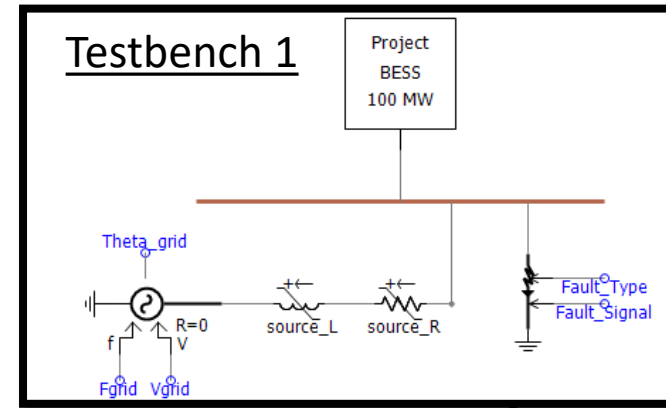 Testbench 1
Project
BESS
100 MW
Theta_grid
R=0
f
V
Fgrid
Vgrid
+
source_L
+
source_R
Fault_Type
Fault_Signal